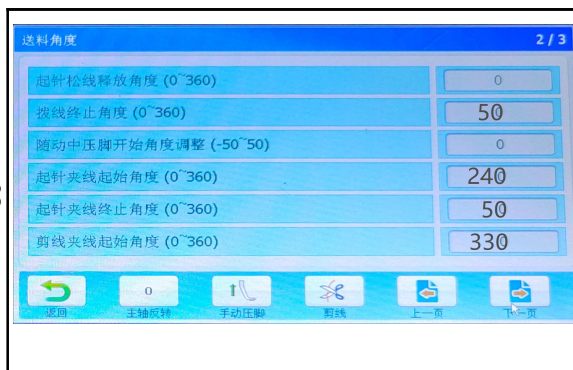 送料角度 2/3
起针松线释放角度 (0~360) 0
拨线终止角度 (0~360) 50
随动中压脚开始角度调整 (-50~50) 0
起针夹线起始角度 (0~360) 240
起针夹线终止角度 (0~360) 50
剪线夹线起始角度 (0~360) 330
0
返回 主轴反转 手动压脚 剪线 上一页 下一页